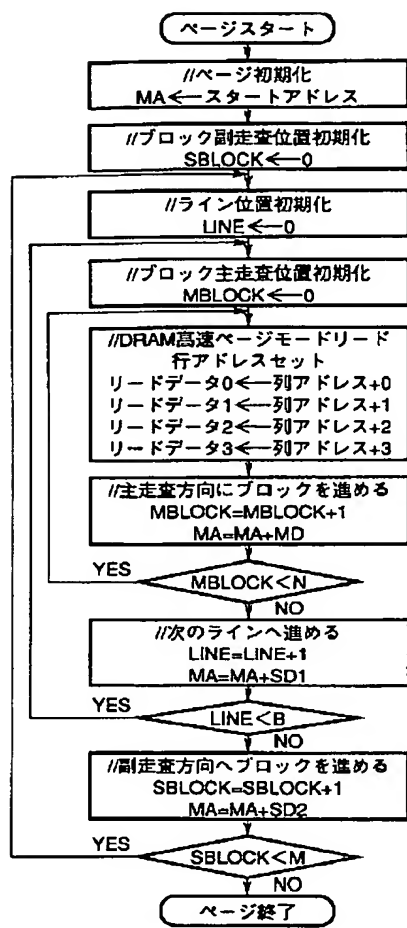 ページスタート
//ページ初期化
MA←スタートアドレス
//ブロック副走査位置初期化
SBLOCK←0
//ライン位置初期化
LINE←0
//ブロック主走査位置初期化
MBLOCK←0
//DRAM高速ページモードリード
行アドレスセット
リードデータ0←列アドレス+0
リードデータ1←列アドレス+1
リードデータ2←列アドレス+2
リードデータ3←列アドレス+3
//主走査方向にブロックを進める
MBLOCK=MBLOCK+1
MA=MA+MD
YES
MBLOCK<N
NO
//次のラインへ進める
LINE=LINE+1
MA=MA+SD1
YES
LINE<B
NO
//副走査方向へブロックを進める
SBLOCK=SBLOCK+1
MA=MA+SD2
YES
SBLOCK<M
NO
ページ終了